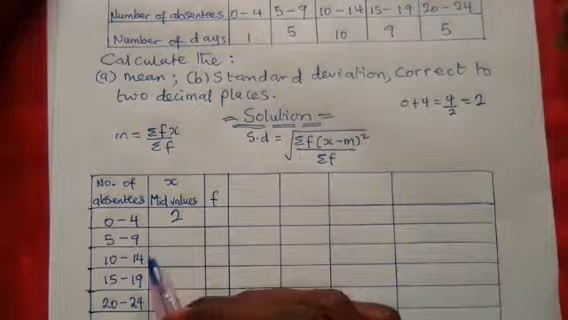 Number of absentees 0-4 5-9 10-14 15-19 20-24
Number of days 1 5 10 9 5
Calculate the:
(a) mean; (b) Standard deviation, correct to
two decimal places.
0+4=4/2=2
= Solution =
m = Σfx/Σf
S.d = √(Σf(x-m)²/Σf)
No. of absentees x Mid values f
0-4 2
5-9
10-14
15-19
20-24